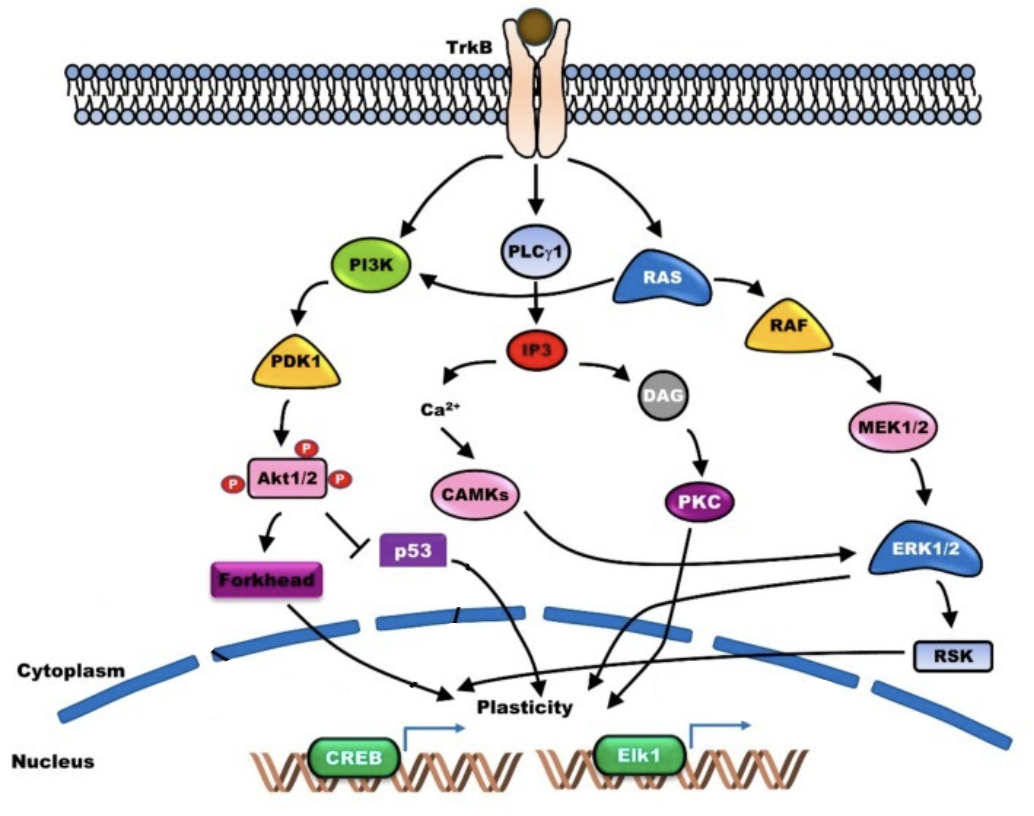 TrkB
PI3K
PLCγ1
RAS
RAF
PDK1
IP3
DAG
Ca²⁺
MEK1/2
P
Akt1/2
P
P
CAMKs
PKC
p53
ERK1/2
Forkhead
RSK
Cytoplasm
Plasticity
Nucleus
CREB
Elk1